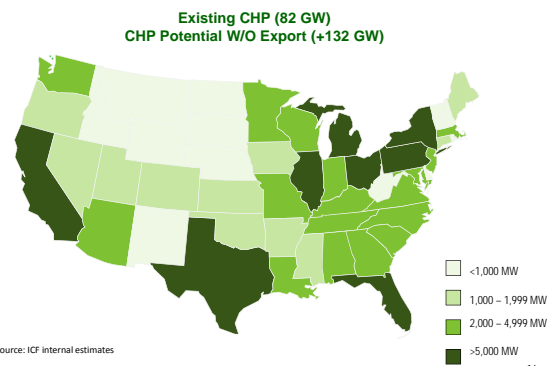 Existing CHP (82 GW)
CHP Potential W/O Export (+132 GW)
<1,000 MW
1,000 – 1,999 MW
2,000 – 4,999 MW
>5,000 MW
ource: ICF internal estimates